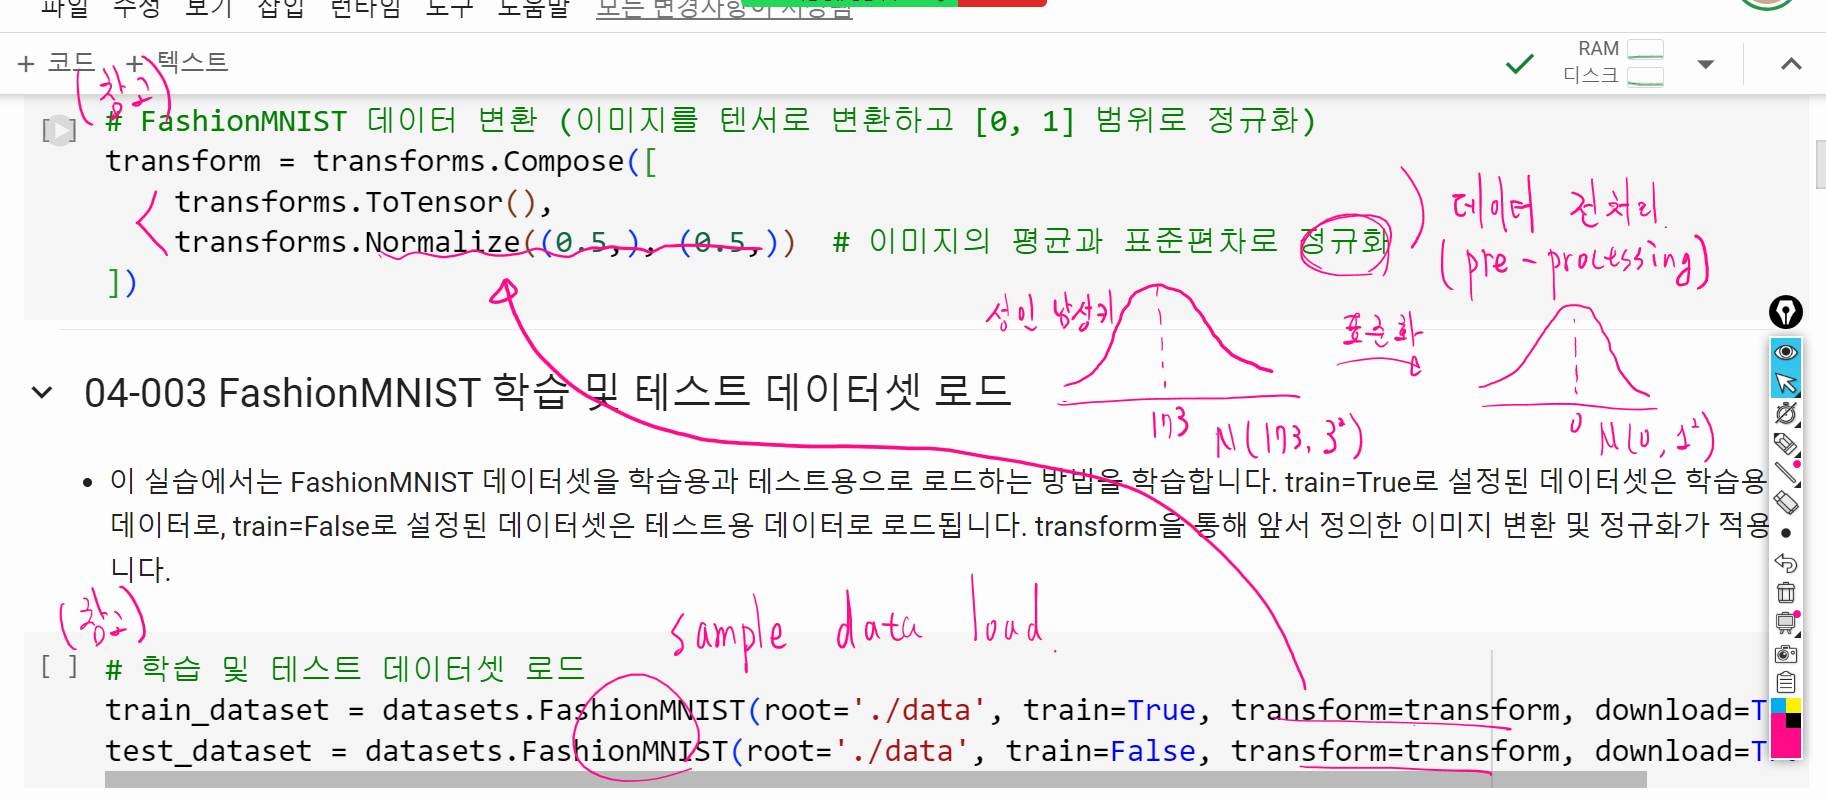 파일 수정 보기 삽입 런타임 도구 도움말 모든 변경사항이 저장됨
+ 코드 + 텍스트
RAM
디스크
(참고)
[ ] # FashionMNIST 데이터 변환 (이미지를 텐서로 변환하고 [0, 1] 범위로 정규화)
transform = transforms.Compose([
transforms.ToTensor(),
transforms.Normalize((0.5,), (0.5,)) # 이미지의 평균과 표준편차로 정규화
])
데이터 전처리
(pre-processing)
성인 남성키
표준화
173
N(173, 3²)
0
N(0, 1²)
04-003 FashionMNIST 학습 및 테스트 데이터셋 로드
• 이 실습에서는 FashionMNIST 데이터셋을 학습용과 테스트용으로 로드하는 방법을 학습합니다. train=True로 설정된 데이터셋은 학습용
데이터로, train=False로 설정된 데이터셋은 테스트용 데이터로 로드됩니다. transform을 통해 앞서 정의한 이미지 변환 및 정규화가 적용
니다.
(참고)
sample data load.
[ ] # 학습 및 테스트 데이터셋 로드
train_dataset = datasets.FashionMNIST(root='./data', train=True, transform=transform, download=T
test_dataset = datasets.FashionMNIST(root='./data', train=False, transform=transform, download=T